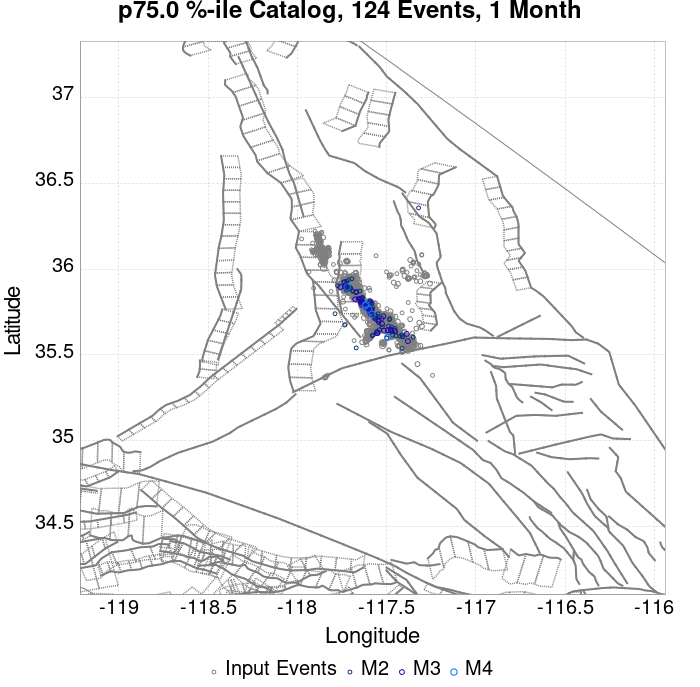 p75.0 %-ile Catalog, 124 Events, 1 Month
37
36.5
36
35.5
35
34.5
Latitude
-119 -118.5 -118 -117.5 -117 -116.5 -116
Longitude
Input Events M2 M3 M4